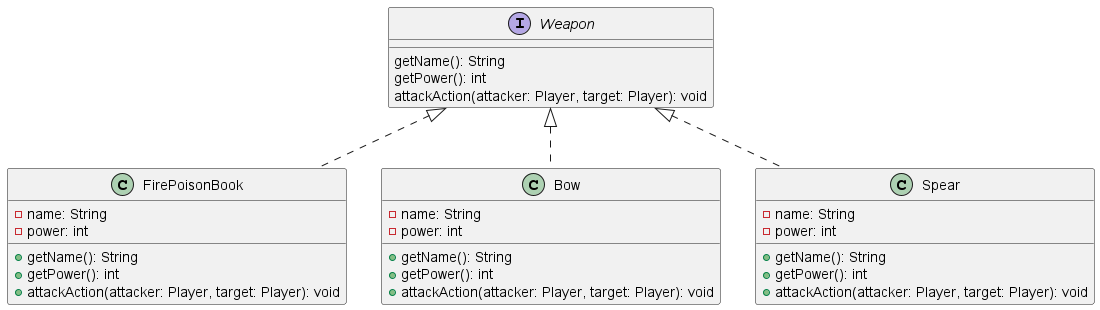 I Weapon
getName(): String
getPower(): int
attackAction(attacker: Player, target: Player): void
C FirePoisonBook
name: String
power: int
getName(): String
getPower(): int
attackAction(attacker: Player, target: Player): void
C Bow
name: String
power: int
getName(): String
getPower(): int
attackAction(attacker: Player, target: Player): void
C Spear
name: String
power: int
getName(): String
getPower(): int
attackAction(attacker: Player, target: Player): void